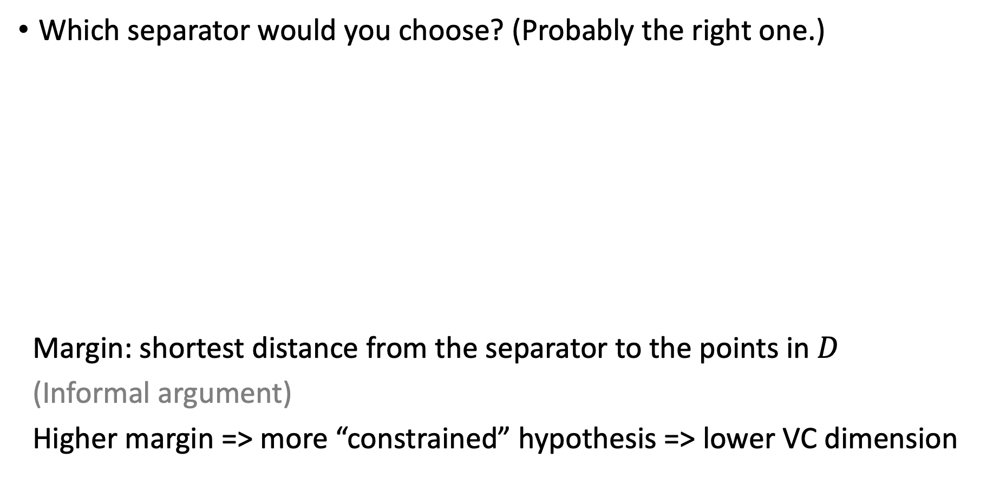 • Which separator would you choose? (Probably the right one.)
Margin: shortest distance from the separator to the points in D
(Informal argument)
Higher margin => more “constrained” hypothesis => lower VC dimension